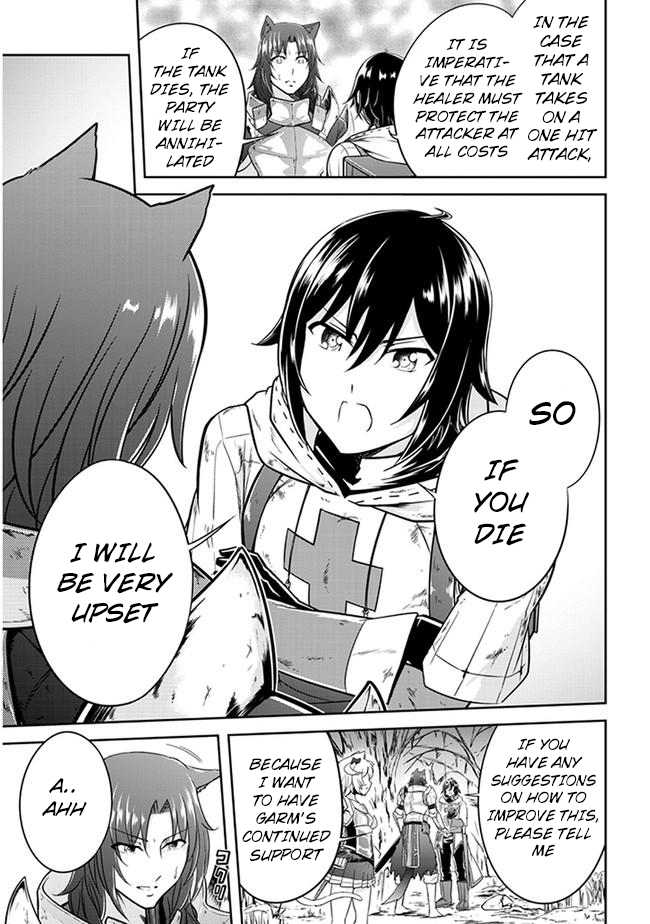 IN THE
CASE
THAT A
TANK
TAKES
ON A
ONE HIT
ATTACK,
IT IS
IMPERATI-
VE THAT THE
HEALER MUST
PROTECT THE
ATTACKER AT
ALL COSTS
IF
THE TANK
DIES, THE
PARTY
WILL BE
ANNIHI-
LATED
SO
IF
YOU
DIE
I WILL
BE VERY
UPSET
IF YOU
HAVE ANY
SUGGESTIONS
ON HOW TO
IMPROVE THIS,
PLEASE TELL
ME
BECAUSE
I WANT
TO HAVE
GARM'S
CONTINUED
SUPPORT
A..
AHH
コクリ